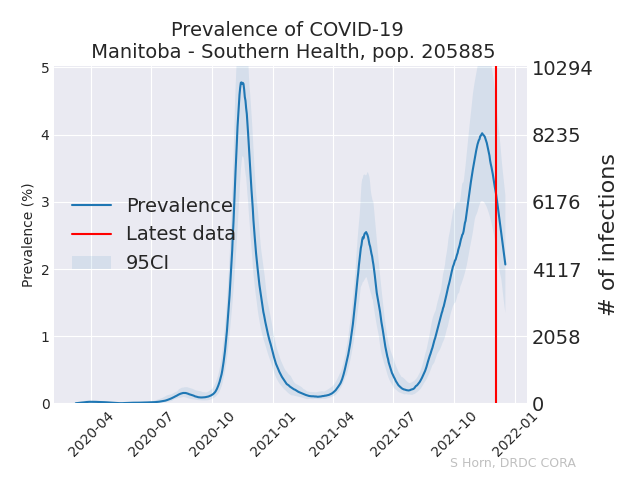 Prevalence of COVID-19
Manitoba - Southern Health, pop. 205885
5
4
3
2
1
0
Prevalence (%)
10294
8235
6176
4117
2058
0
# of infections
Prevalence
Latest data
95CI
2020-04
2020-07
2020-10
2021-01
2021-04
2021-07
2021-10
2022-01
S Horn, DRDC CORA